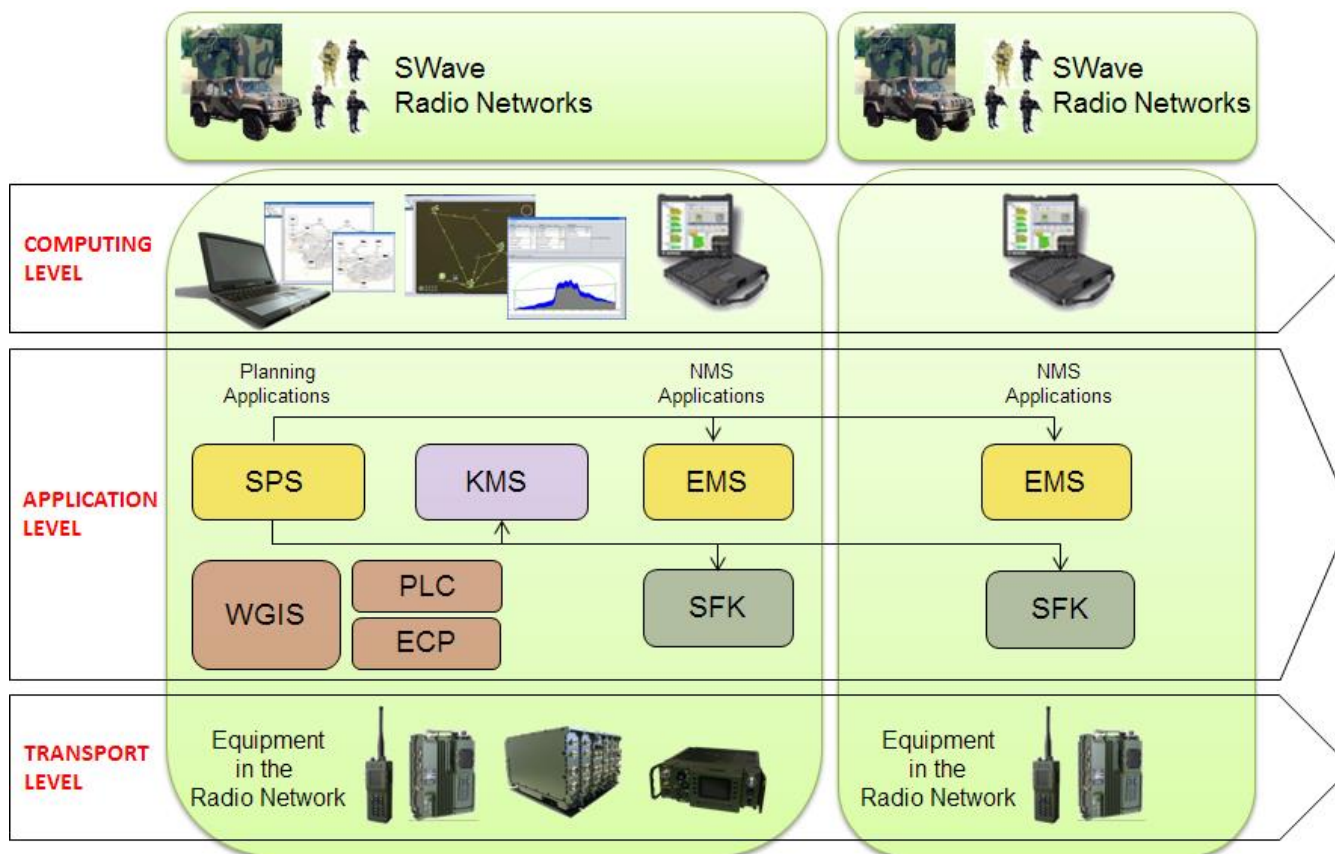 SWave
Radio Networks
SWave
Radio Networks
COMPUTING
LEVEL
APPLICATION
LEVEL
Planning
Applications
NMS
Applications
NMS
Applications
SPS
KMS
EMS
EMS
WGIS
PLC
ECP
SFK
SFK
TRANSPORT
LEVEL
Equipment
in the
Radio Network
Equipment
in the
Radio Network